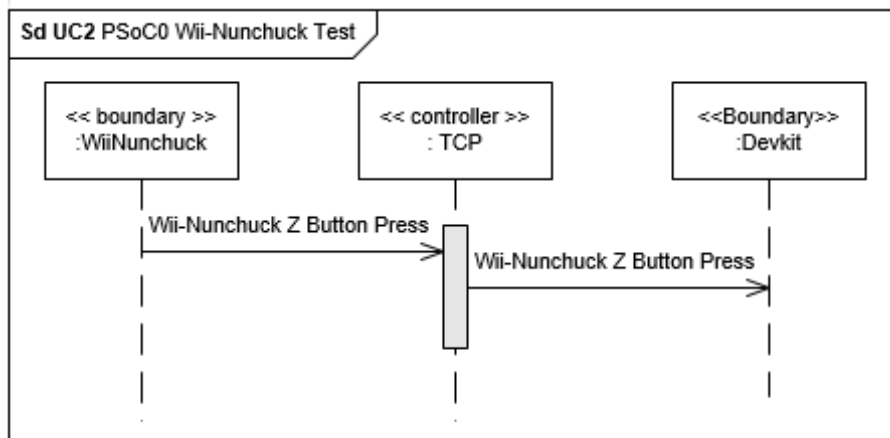 Sd UC2 PSoC0 Wii-Nunchuck Test
<< boundary >>
:WiiNunchuck
<< controller >>
: TCP
<<Boundary>>
:Devkit
Wii-Nunchuck Z Button Press
Wii-Nunchuck Z Button Press